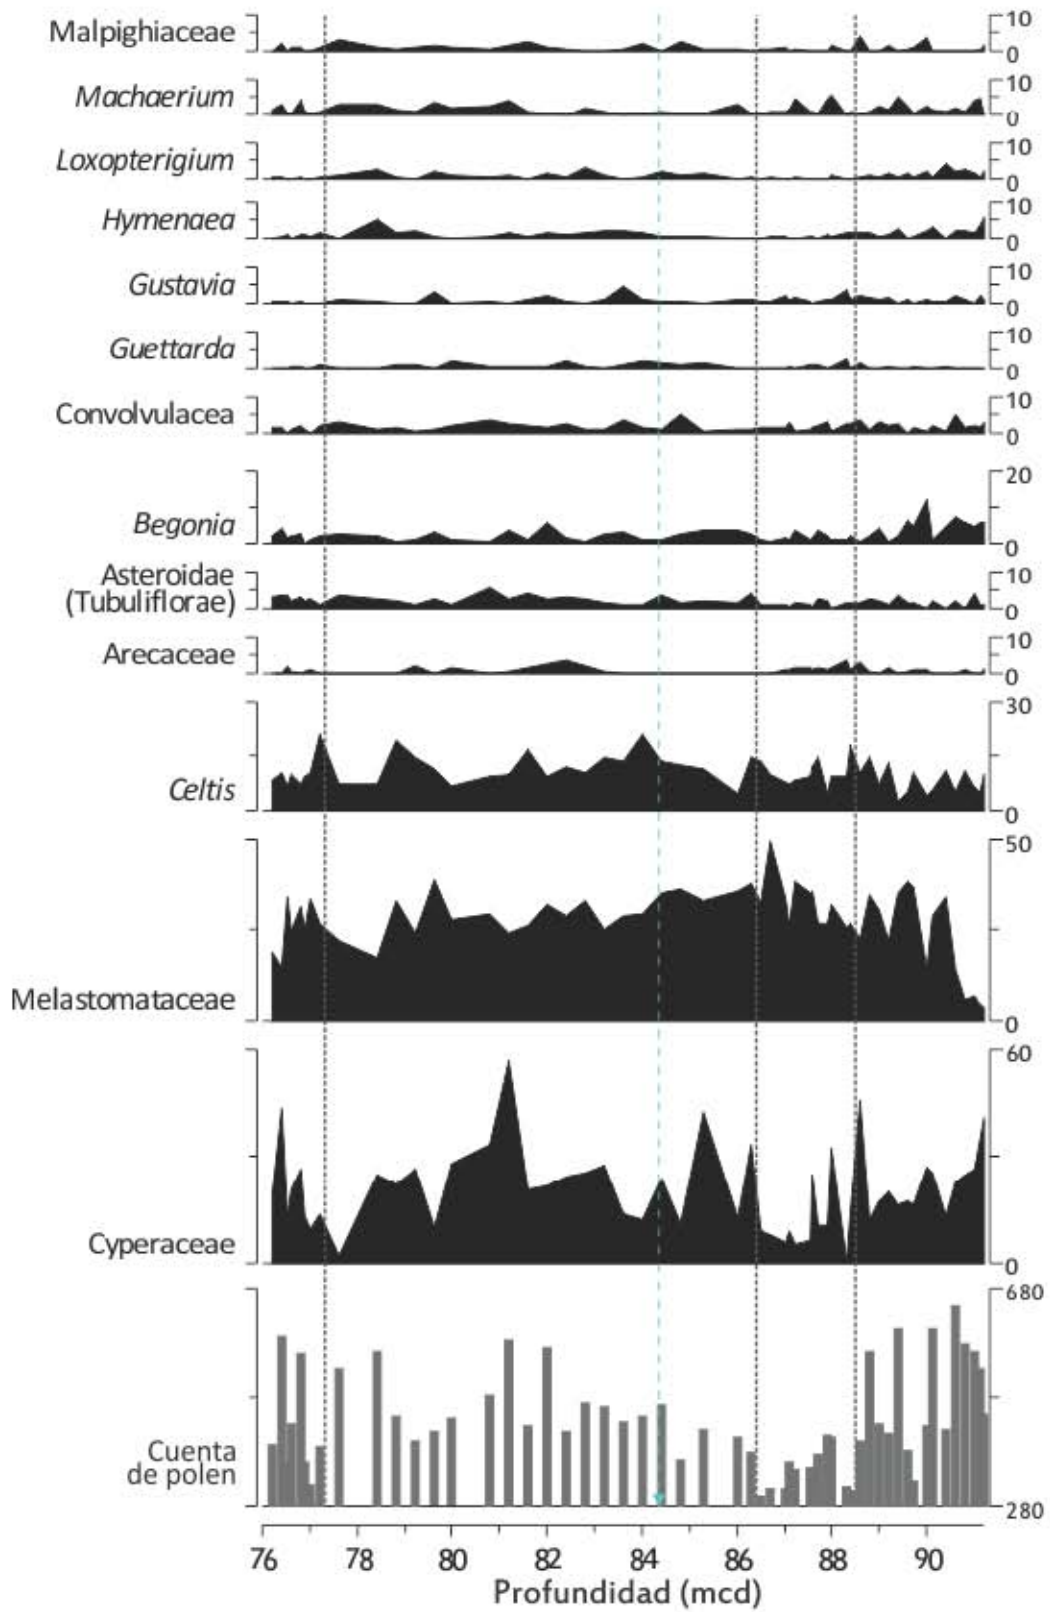 Malpighiaceae
10
0
Machaerium
10
0
Loxopterigium
10
0
Hymenaea
10
0
Gustavia
10
0
Guettarda
10
0
Convolvulacea
10
0
Begonia
20
0
Asteroidae
(Tubuliflorae)
10
0
Arecaceae
10
0
Celtis
30
0
Melastomataceae
50
0
Cyperaceae
60
0
Cuenta
de polen
680
280
76 78 80 82 84 86 88 90
Profundidad (mcd)